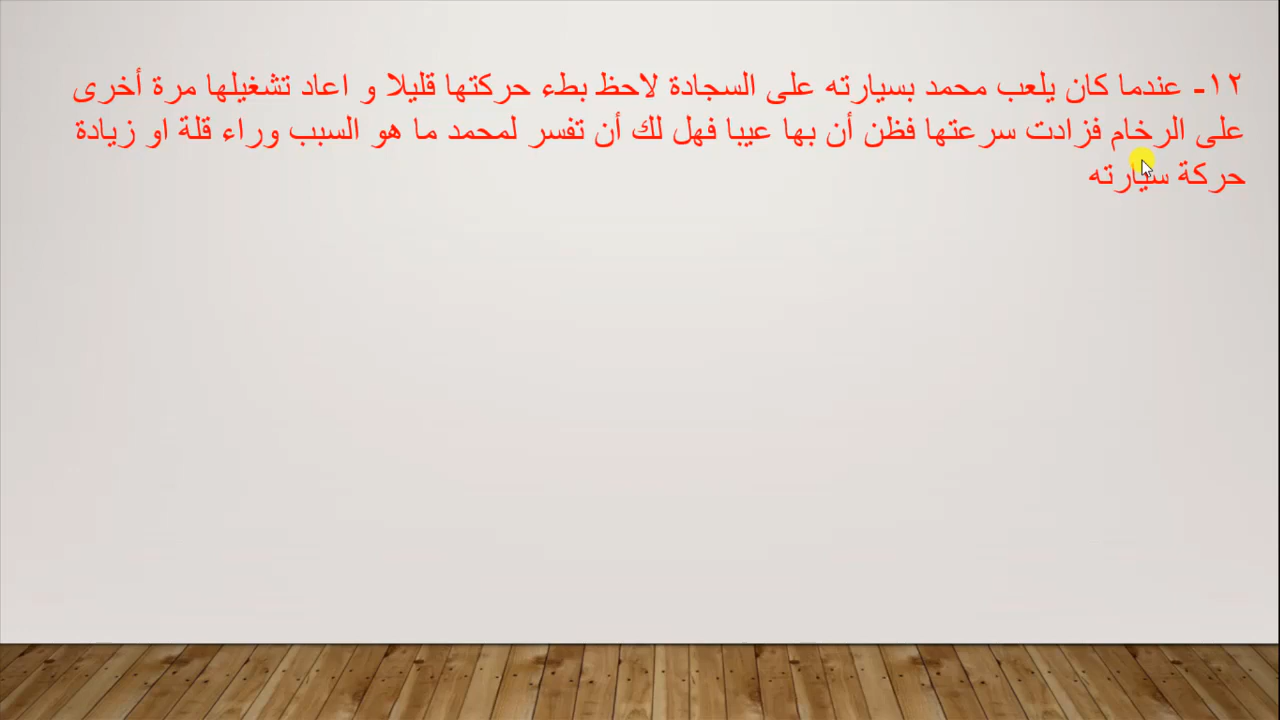 ١٢- عندما كان يلعب محمد بسيارته على السجادة لاحظ بطء حركتها قليلا و اعاد تشغيلها مرة أخرى
على الرخام فزادت سرعتها فظن أن بها عيبا فهل لك أن تفسر لمحمد ما هو السبب وراء قلة او زيادة
حركة سيارته